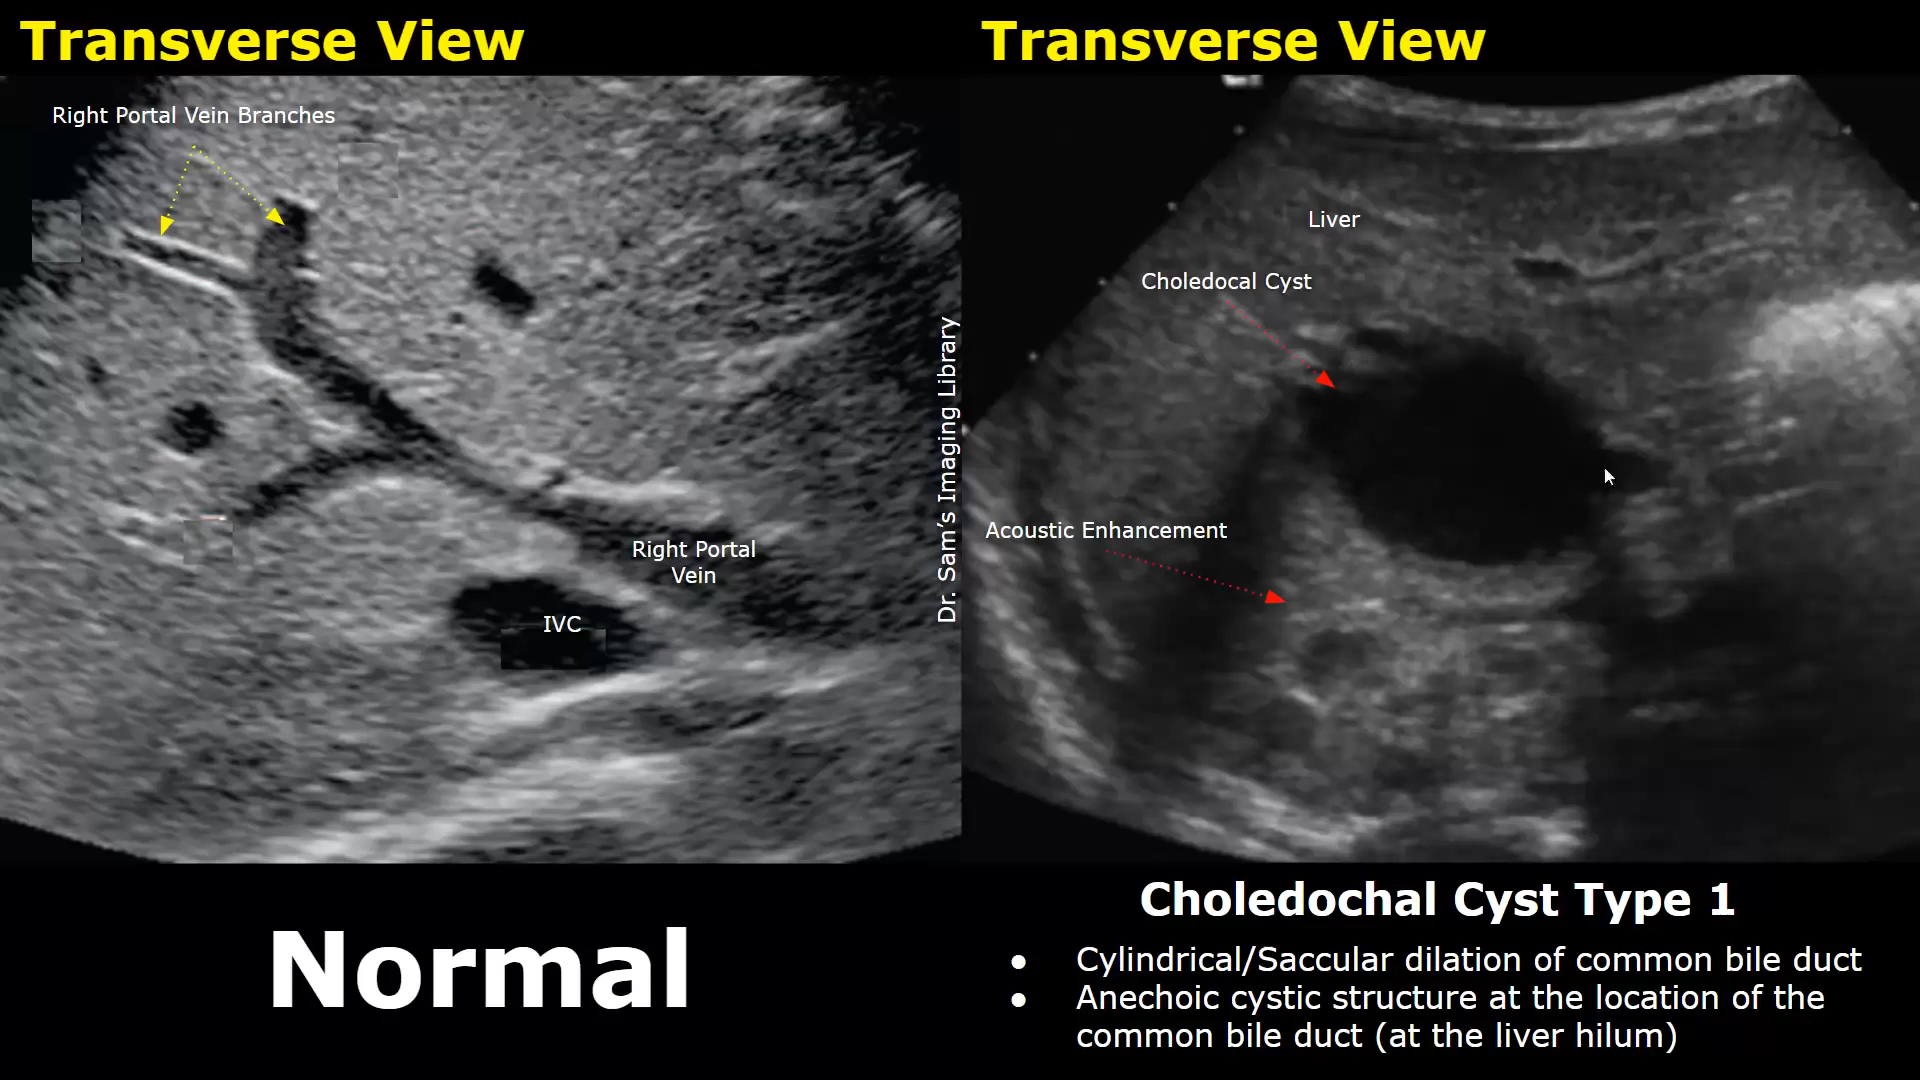 Transverse View
Right Portal Vein Branches
Right Portal
Vein
IVC
Normal
Dr. Sam's Imaging Library
Transverse View
Liver
Choledocal Cyst
Acoustic Enhancement
Choledochal Cyst Type 1
● Cylindrical/Saccular dilation of common bile duct
● Anechoic cystic structure at the location of the
common bile duct (at the liver hilum)